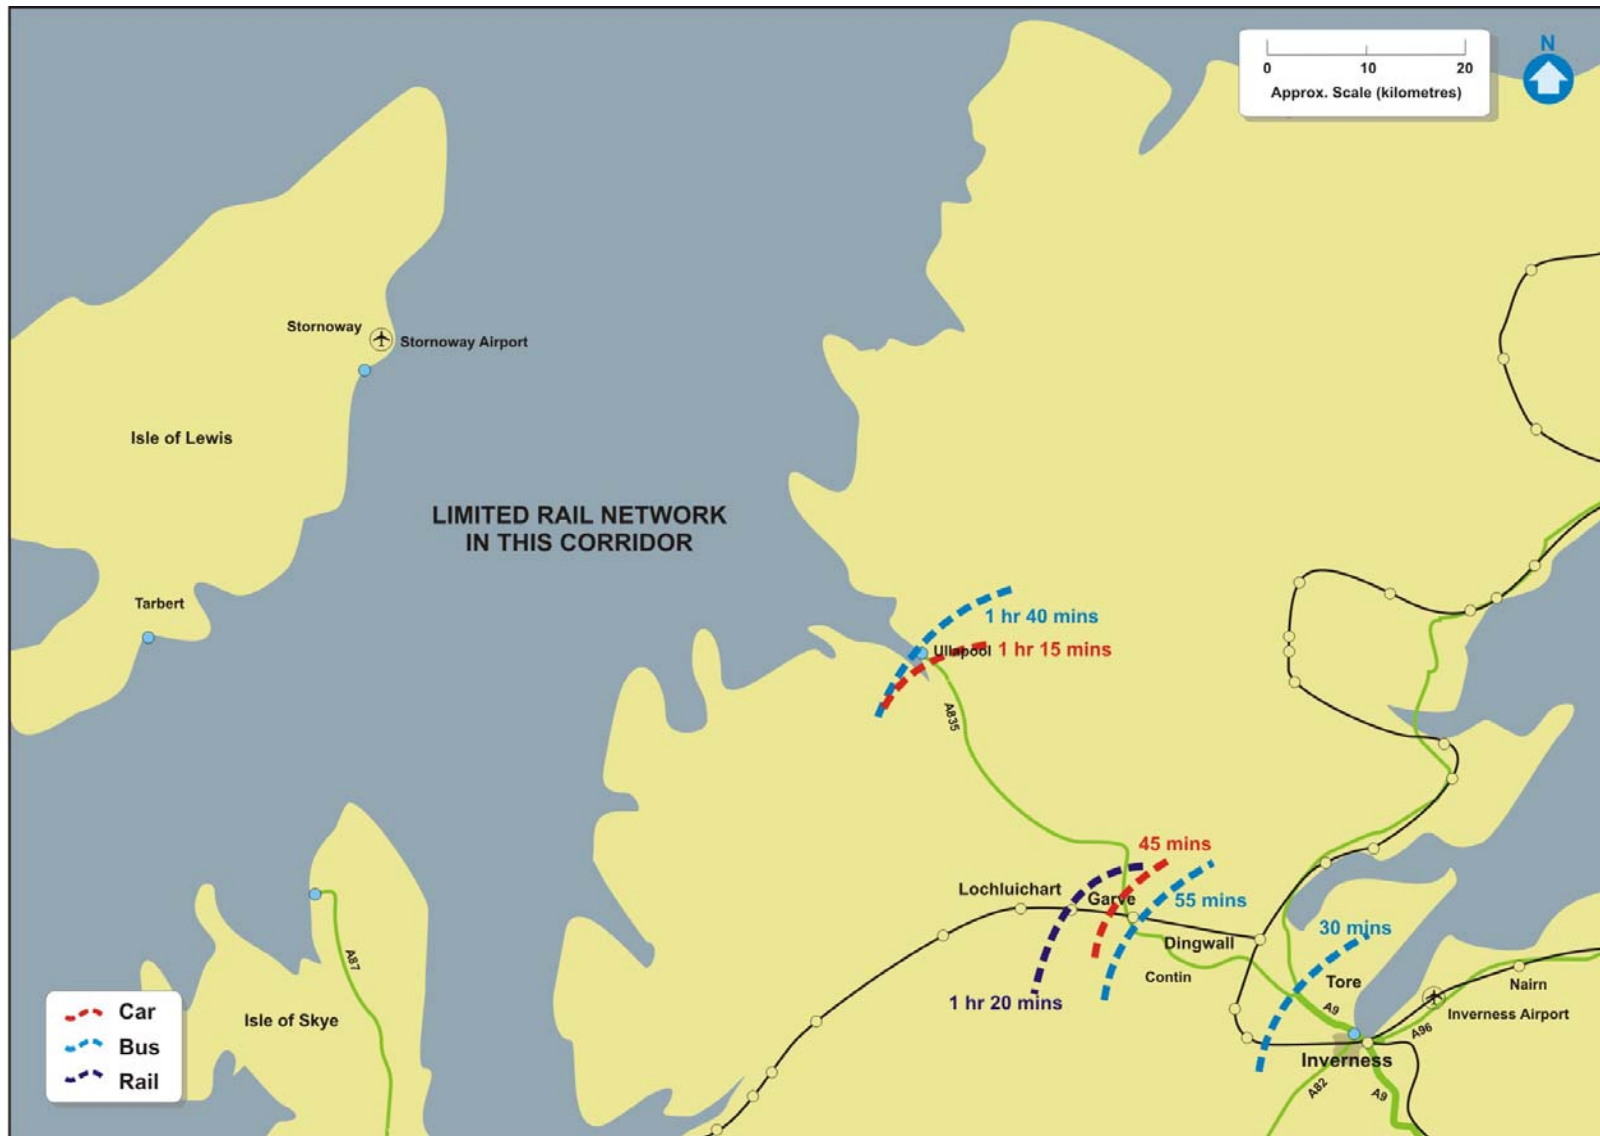 N
0 10 20
Approx. Scale (kilometres)
Stornoway
Stornoway Airport
Isle of Lewis
LIMITED RAIL NETWORK
IN THIS CORRIDOR
Tarbert
1 hr 40 mins
Ullapool
1 hr 15 mins
A835
45 mins
Lochluichart
Garve
55 mins
30 mins
Dingwall
Contin
A87
Tore
Nairn
1 hr 20 mins
A9
Inverness Airport
Isle of Skye
A96
Inverness
A82
A9
Car
Bus
Rail